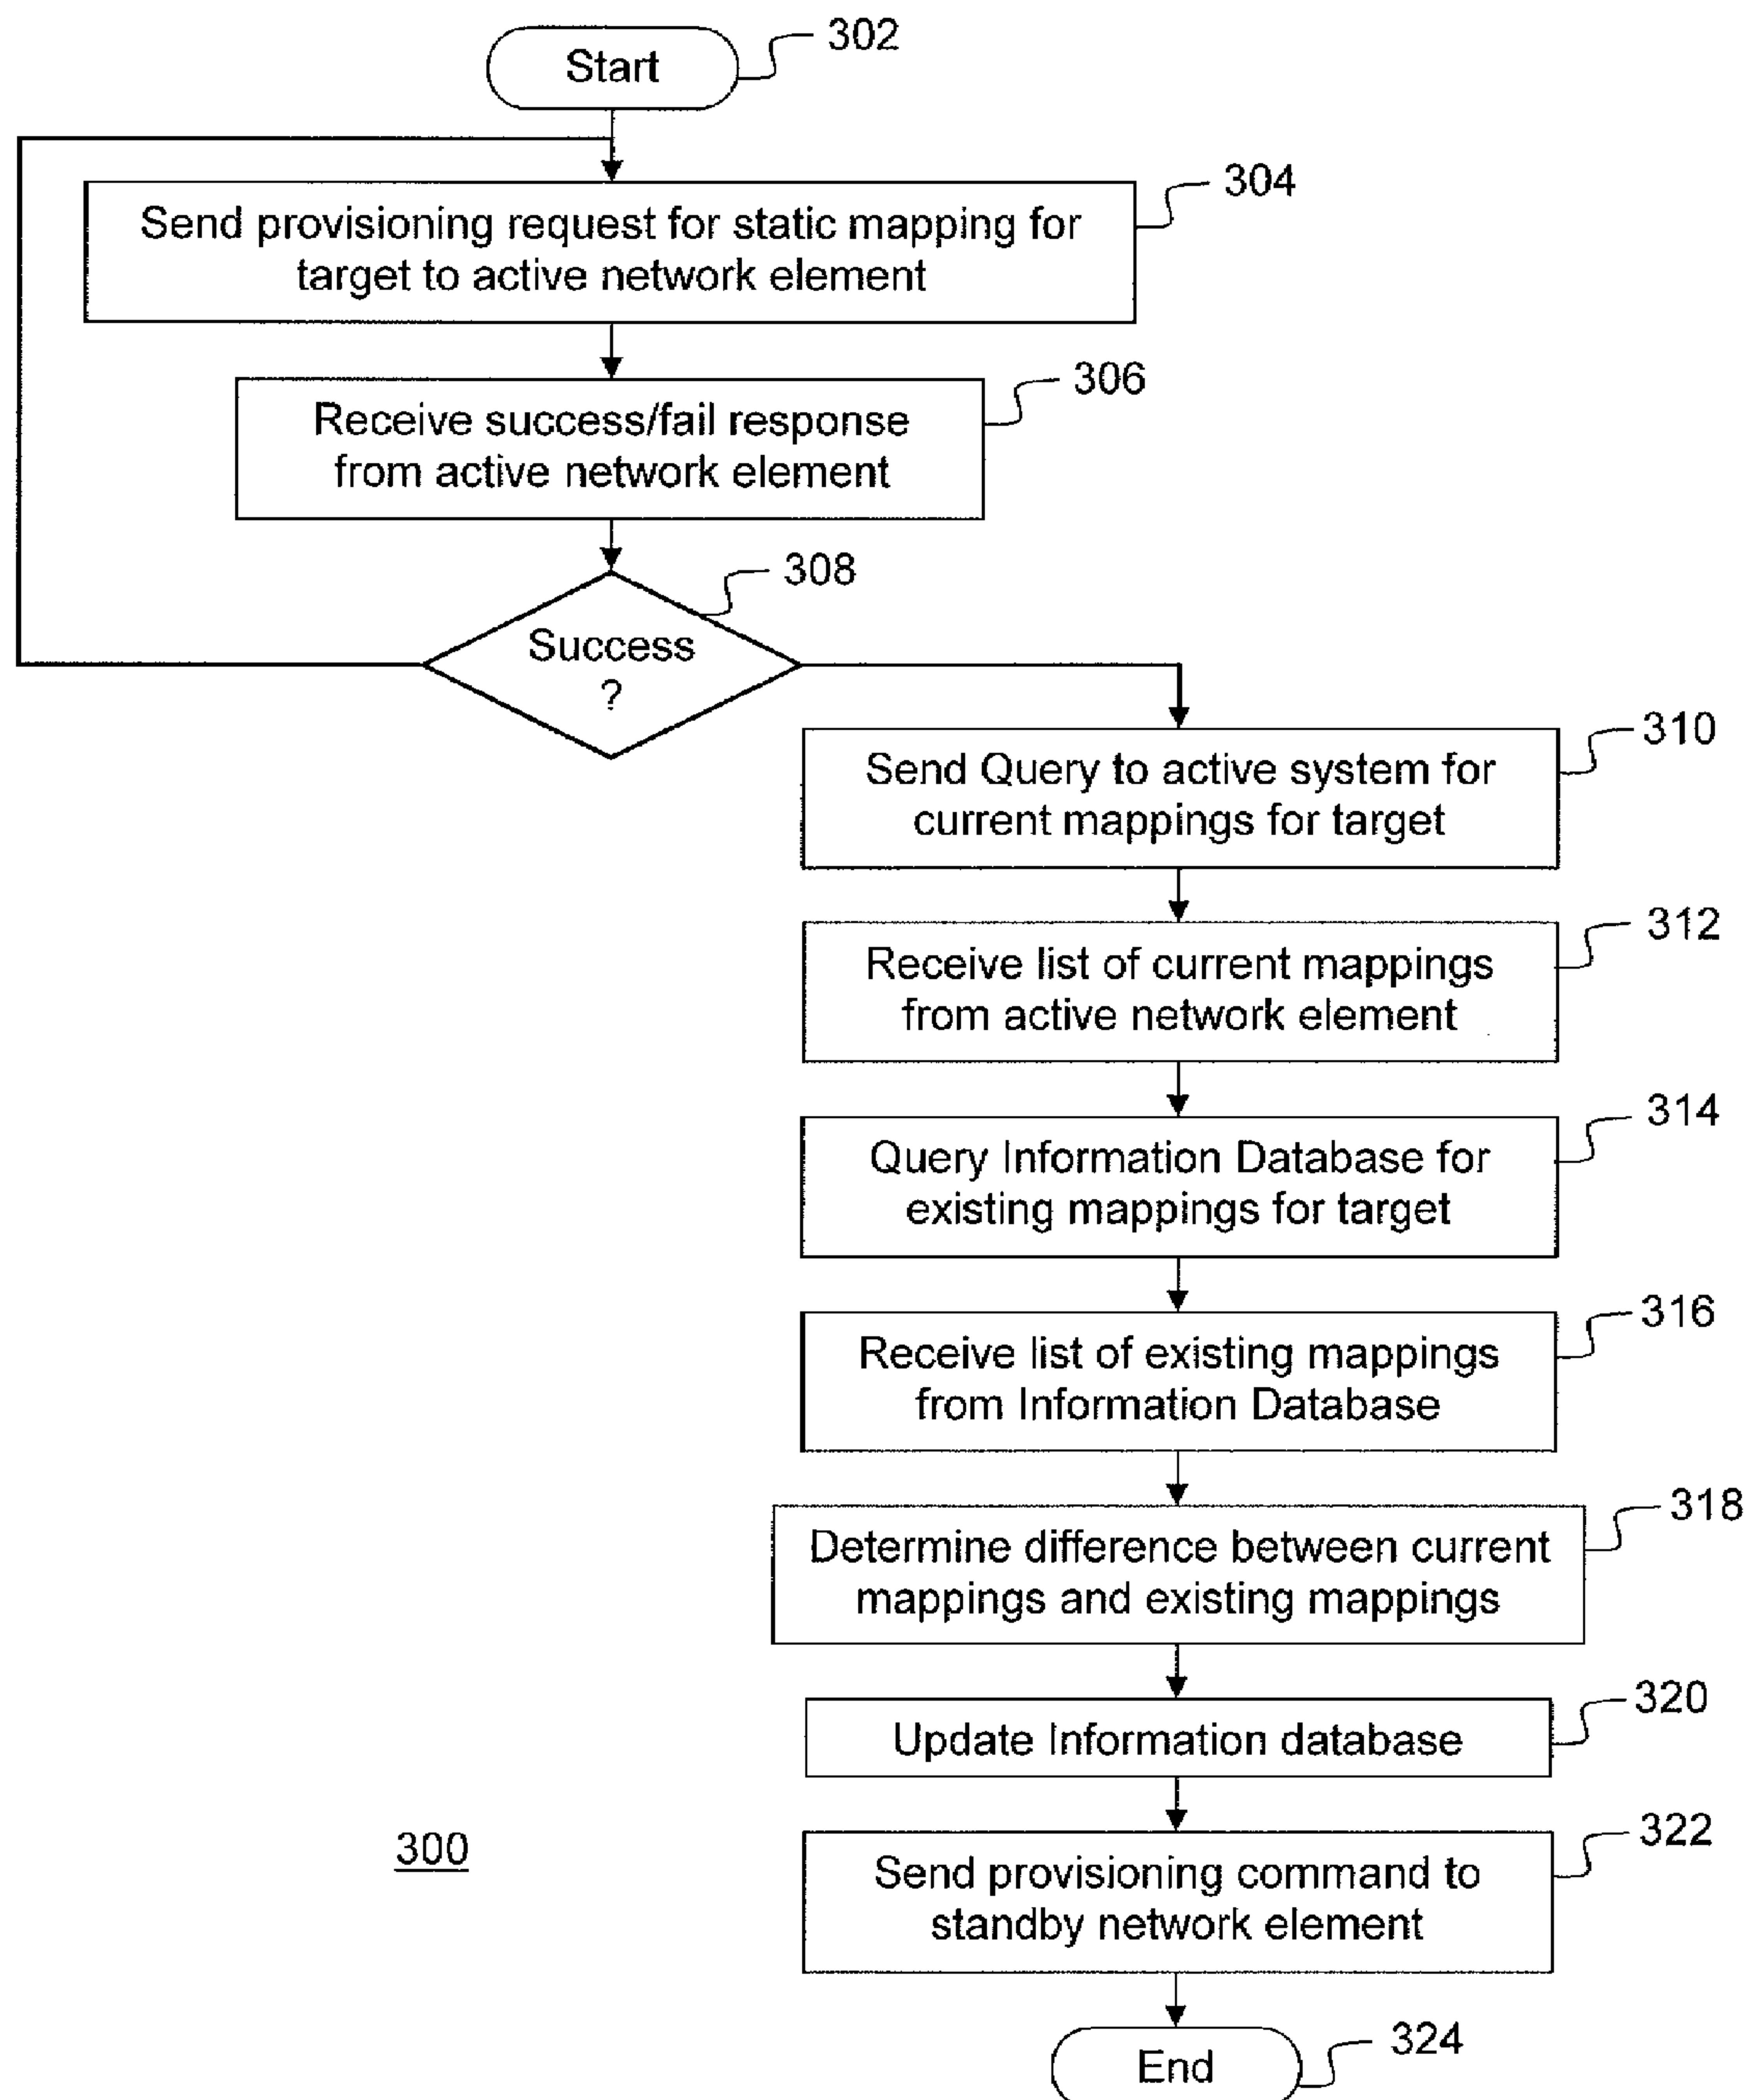 Start
302
Send provisioning request for static mapping for
target to active network element
304
Receive success/fail response
from active network element
306
Success
?
308
Send Query to active system for
current mappings for target
310
Receive list of current mappings
from active network element
312
Query Information Database for
existing mappings for target
314
Receive list of existing mappings
from Information Database
316
Determine difference between current
mappings and existing mappings
318
Update Information database
320
Send provisioning command to
standby network element
322
300
End
324